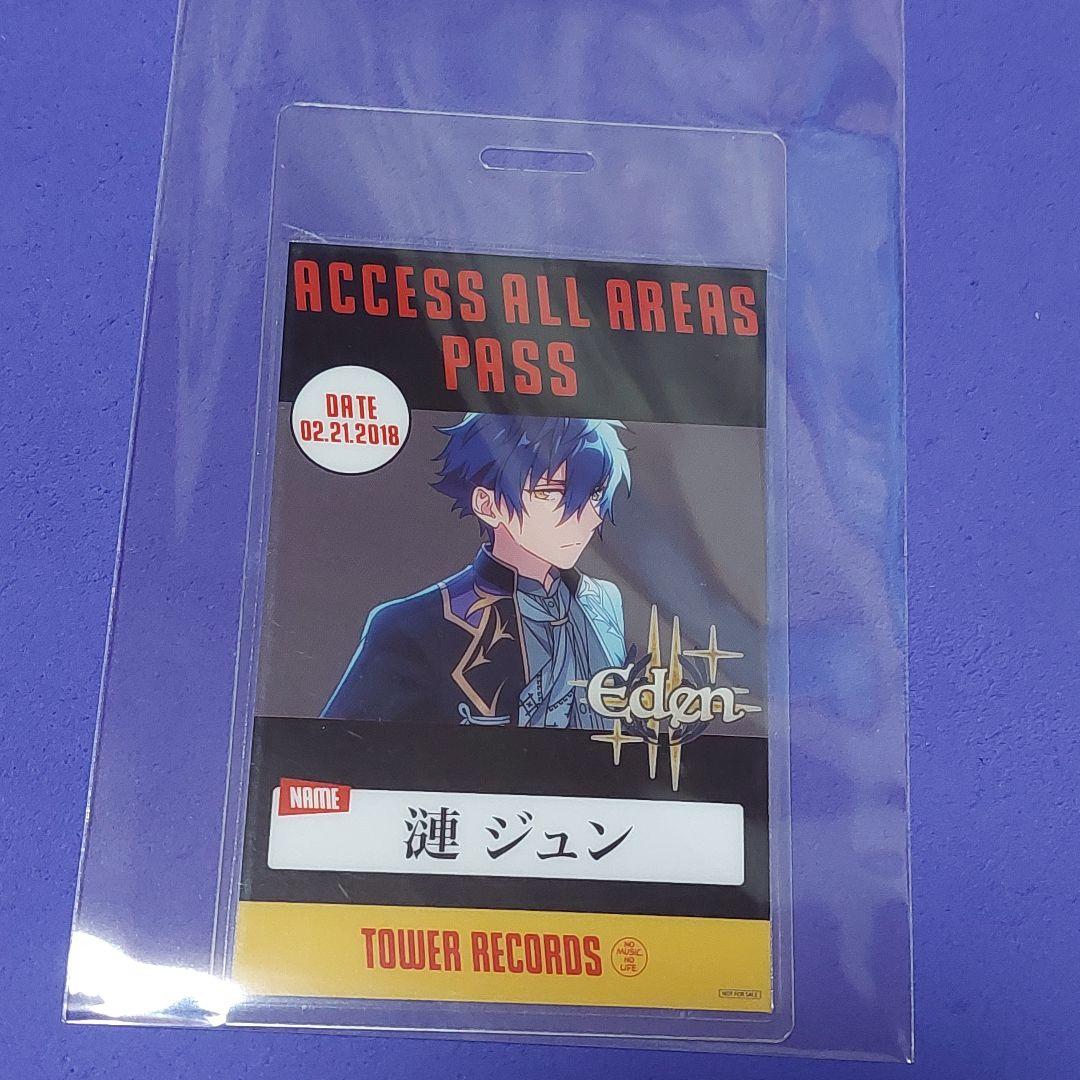 ACCESS ALL AREAS
PASS
DATE
02.21.2018
Eden
NAME
漣 ジュン
TOWER RECORDS
NO
MUSIC
NO
LIFE.
NOT FOR SALE